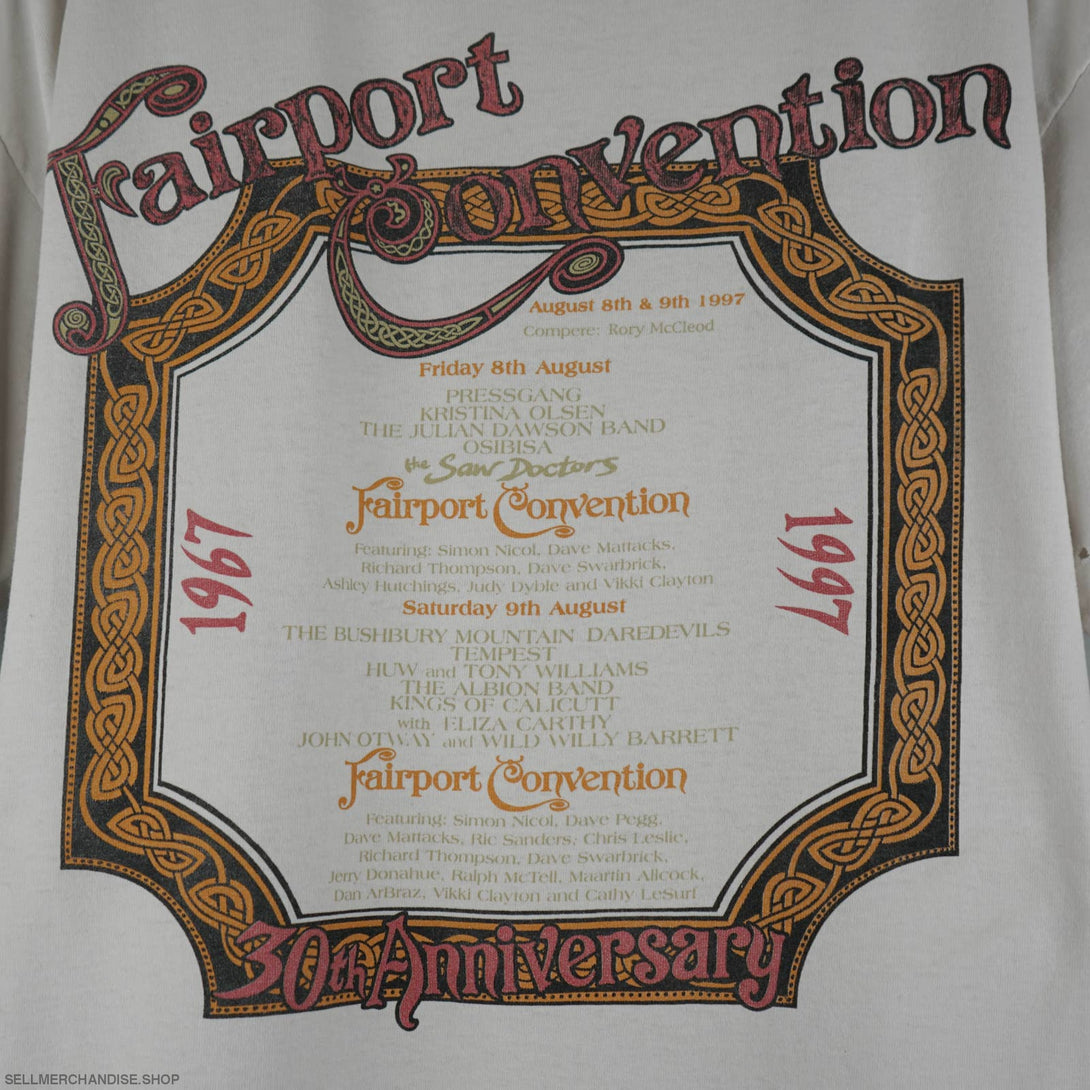 Fairport Convention
August 8th & 9th 1997
Compere: Rory McCleod
Friday 8th August
PRESSGANG
KRISTINA OLSEN
THE JULIAN DAWSON BAND
OSIBISA
the Saw Doctors
Fairport Convention
Featuring: Simon Nicol, Dave Mattacks,
Richard Thompson, Dave Swarbrick,
Ashley Hutchings, Judy Dyble and Vikki Clayton
1967
1997
Saturday 9th August
THE BUSHBURY MOUNTAIN DAREDEVILS
TEMPEST
HUW and TONY WILLIAMS
THE ALBION BAND
KINGS OF CALICUTT
with ELIZA CARTHY
JOHN OTWAY and WILD WILLY BARRETT
Fairport Convention
Featuring: Simon Nicol, Dave Pegg,
Dave Mattacks, Ric Sanders, Chris Leslie,
Richard Thompson, Dave Swarbrick,
Jerry Donahue, Ralph McTell, Maartin Allcock,
Dan ArBraz, Vikki Clayton and Cathy LeSurf
30th Anniversary
SELLMERCHANDISE.SHOP